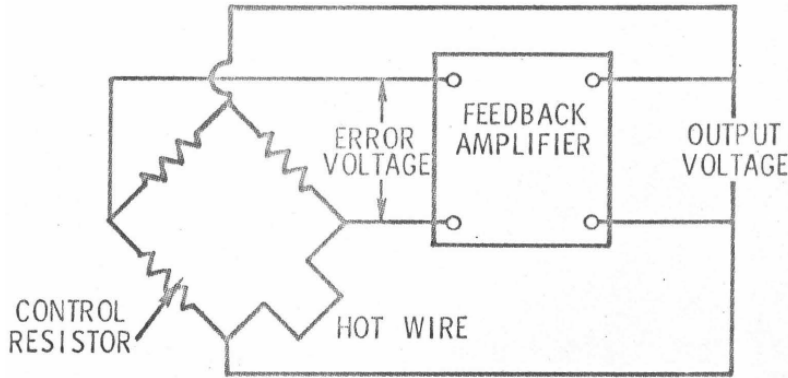 FEEDBACK
AMPLIFIER
ERROR
VOLTAGE
OUTPUT
VOLTAGE
CONTROL
RESISTOR
HOT WIRE